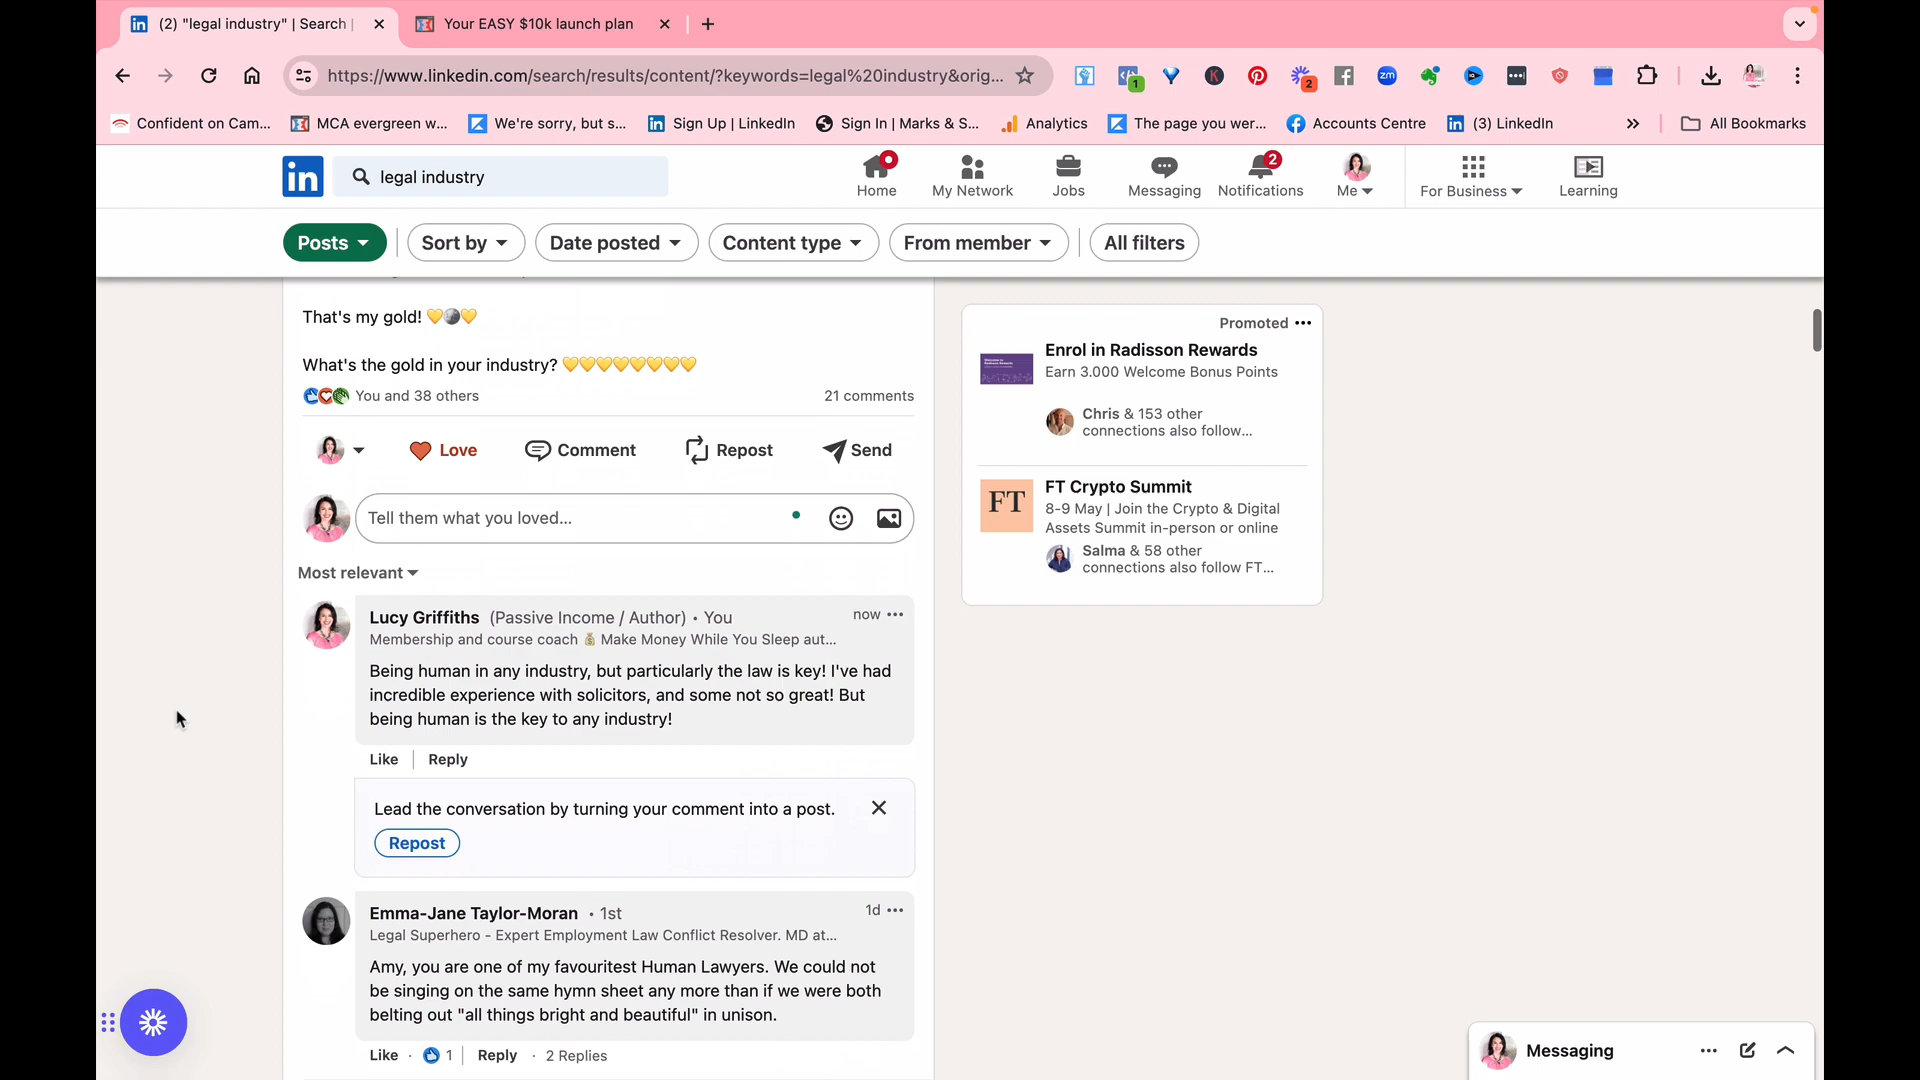 (2) "legal industry" | Search |
Your EASY $10k launch plan
https://www.linkedin.com/search/results/content/?keywords=legal%20industry&orig...
1
K
2
zm
Confident on Cam...
MCA evergreen w...
We're sorry, but s...
Sign Up | LinkedIn
Sign In | Marks & S...
Analytics
The page you wer...
Accounts Centre
(3) LinkedIn
All Bookmarks
in
legal industry
Home
My Network
Jobs
Messaging
2
Notifications
Me
For Business
Learning
Posts
Sort by
Date posted
Content type
From member
All filters
That's my gold! 💛🌑💛
What's the gold in your industry? 💛💛💛💛💛💛💛💛
You and 38 others
21 comments
Love
Comment
Repost
Send
Tell them what you loved...
Most relevant
Lucy Griffiths (Passive Income / Author) • You
now
Membership and course coach 💰 Make Money While You Sleep aut...
Being human in any industry, but particularly the law is key! I've had
incredible experience with solicitors, and some not so great! But
being human is the key to any industry!
Like | Reply
Lead the conversation by turning your comment into a post.
Repost
Emma-Jane Taylor-Moran • 1st
1d
Legal Superhero - Expert Employment Law Conflict Resolver. MD at...
Amy, you are one of my favouritest Human Lawyers. We could not
be singing on the same hymn sheet any more than if we were both
belting out "all things bright and beautiful" in unison.
Like · 1 | Reply · 2 Replies
Promoted
Enrol in Radisson Rewards
Earn 3.000 Welcome Bonus Points
Chris & 153 other
connections also follow...
FT
FT Crypto Summit
8-9 May | Join the Crypto & Digital
Assets Summit in-person or online
Salma & 58 other
connections also follow FT...
Messaging